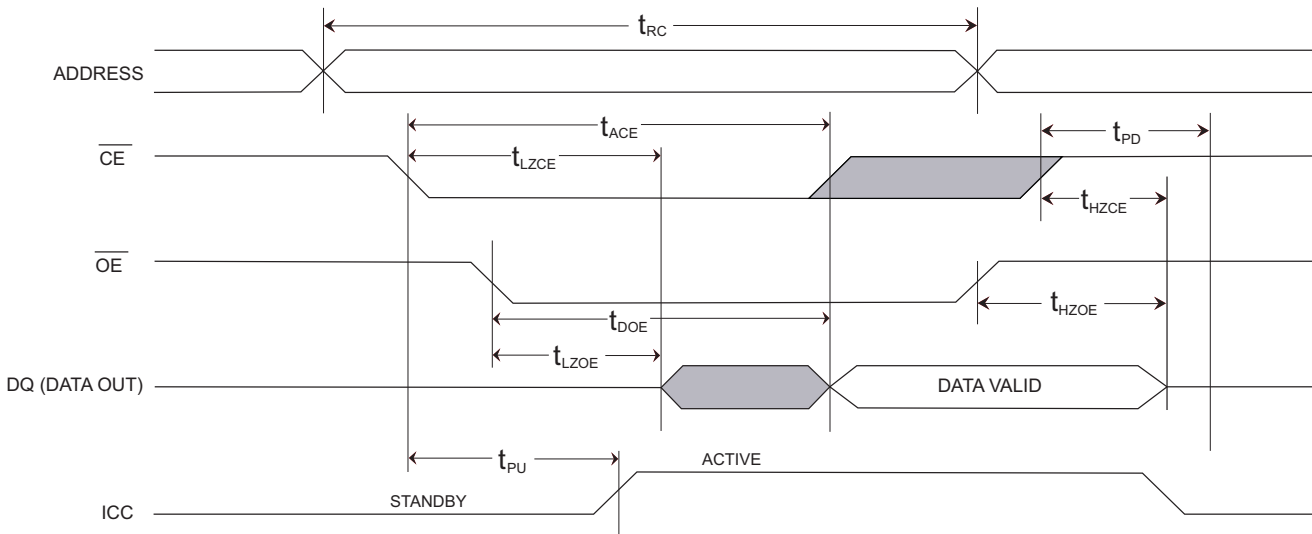 tRC
ADDRESS
tACE
tPD
CE
tLZCE
tHZCE
OE
tHZOE
tDOE
tLZOE
DQ (DATA OUT)
DATA VALID
tPU
ACTIVE
STANDBY
ICC